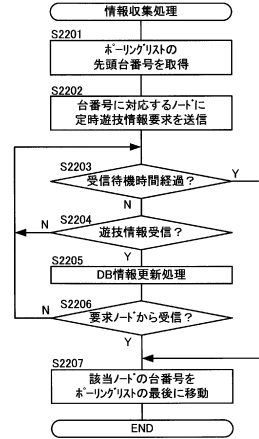 情報収集処理
S2201
ﾎﾟｰﾘﾝｸﾞﾘｽﾄの
先頭台番号を取得
S2202
台番号に対応するﾉｰﾄﾞに
定時遊技情報要求を送信
S2203
受信待機時間経過？
Y
N
S2204
遊技情報受信？
N
Y
S2205
DB情報更新処理
S2206
要求ﾉｰﾄﾞから受信？
N
Y
S2207
該当ﾉｰﾄﾞの台番号を
ﾎﾟｰﾘﾝｸﾞﾘｽﾄの最後に移動
END